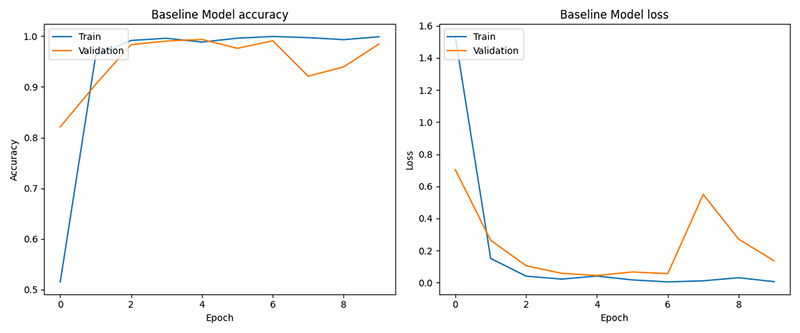 Baseline Model accuracy
Train
Validation
1.0
0.9
0.8
0.7
0.6
0.5
Accuracy
0
2
4
6
8
Epoch
Baseline Model loss
Train
Validation
1.6
1.4
1.2
1.0
0.8
0.6
0.4
0.2
0.0
Loss
0
2
4
6
8
Epoch